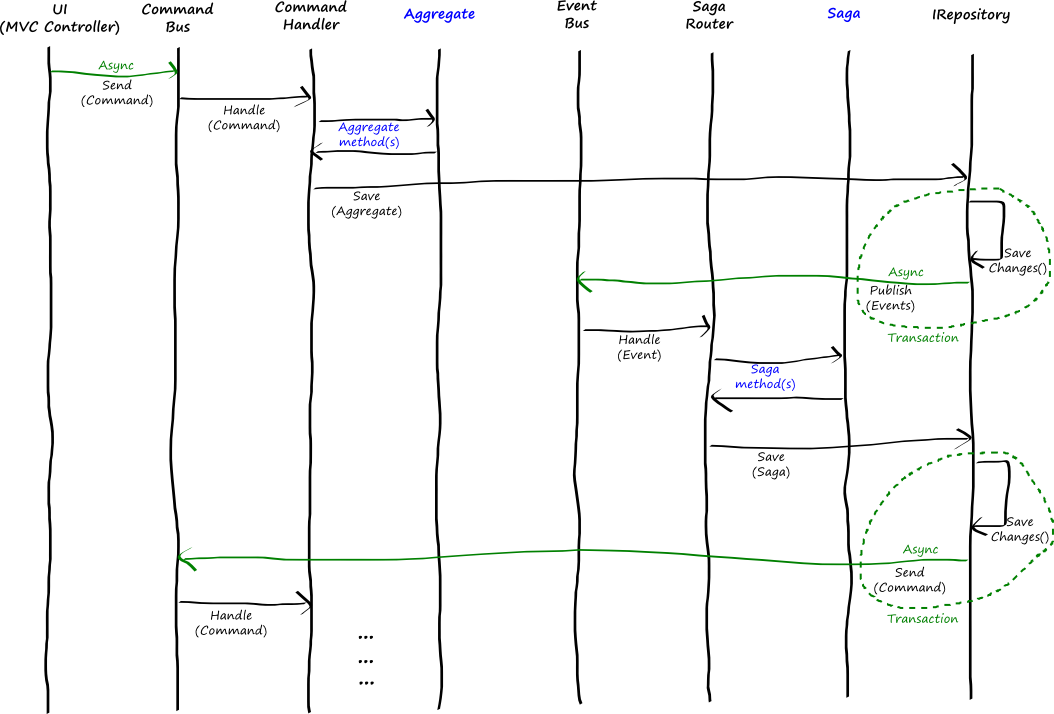 UI
(MVC Controller)
Command
Bus
Command
Handler
Aggregate
Event
Bus
Saga
Router
Saga
IRepository
Async
Send
(Command)
Handle
(Command)
Aggregate
method(s)
Save
(Aggregate)
Save
Changes()
Async
Publish
(Events)
Transaction
Handle
(Event)
Saga
method(s)
Save
(Saga)
Save
Changes()
Async
Send
(Command)
Transaction
Handle
(Command)
...
...
...